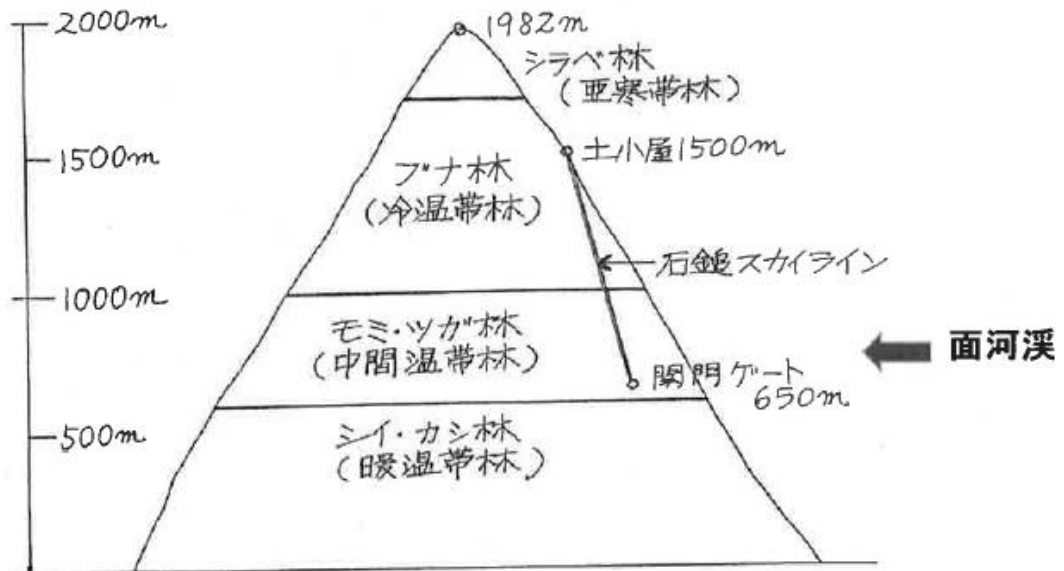 2000m
1982m
シラベ林
(亜寒帯林)
1500m
土小屋1500m
ブナ林
(冷温帯林)
石鎚スカイライン
1000m
モミ・ツガ林
(中間温帯林)
面河渓
関門ゲート
650m
500m
シイ・カシ林
(暖温帯林)